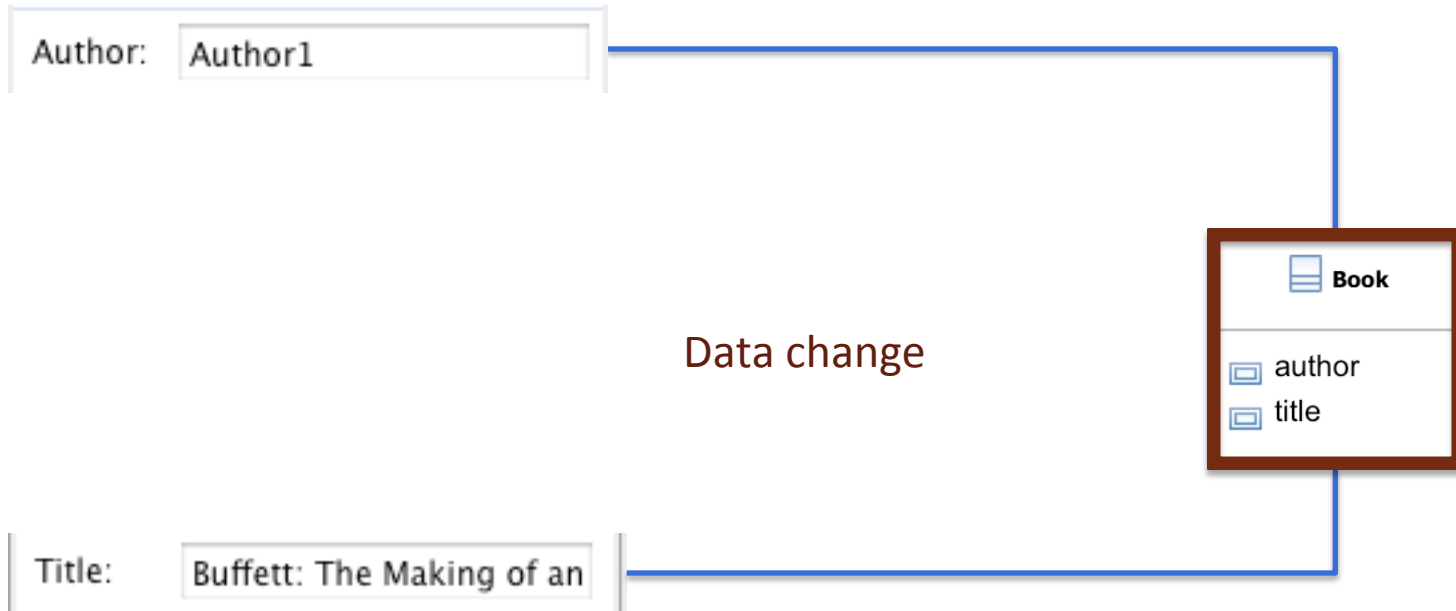 Author: Author1
Book
Data change
author
title
Title: Buffett: The Making of an